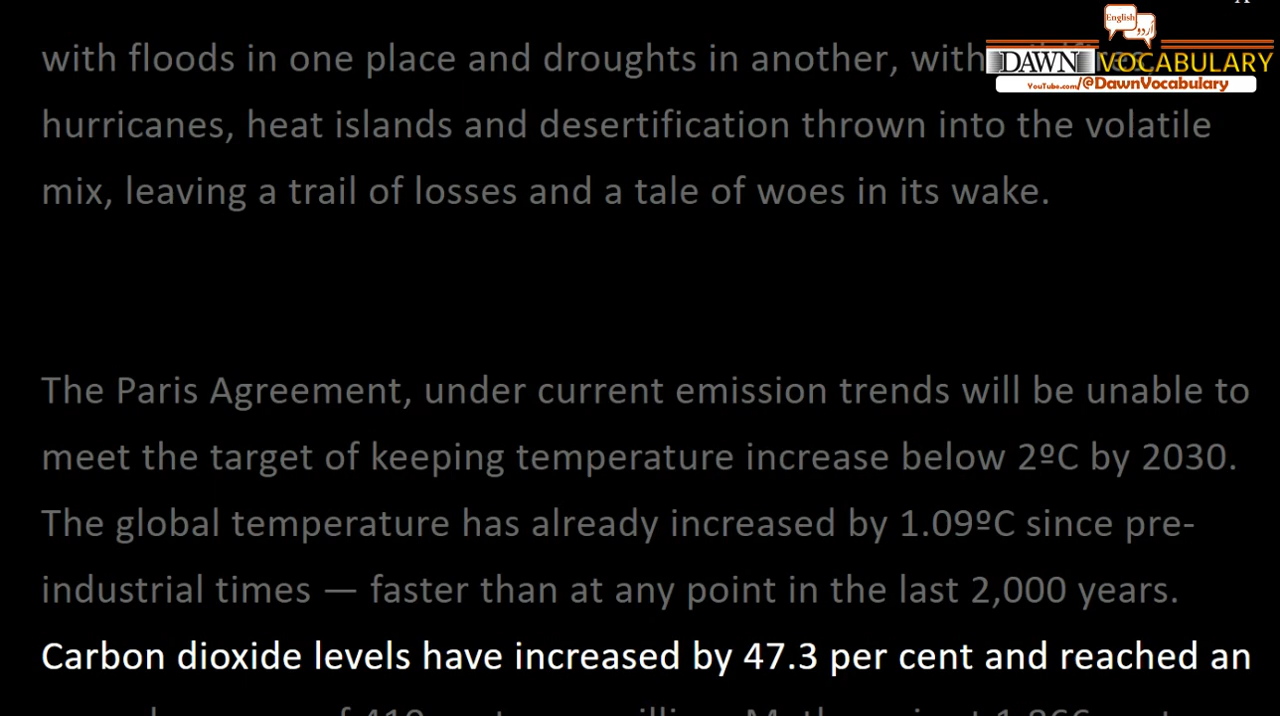 with floods in one place and droughts in another, with
hurricanes, heat islands and desertification thrown into the volatile
mix, leaving a trail of losses and a tale of woes in its wake.
The Paris Agreement, under current emission trends will be unable to
meet the target of keeping temperature increase below 2ºC by 2030.
The global temperature has already increased by 1.09ºC since pre-
industrial times — faster than at any point in the last 2,000 years.
Carbon dioxide levels have increased by 47.3 per cent and reached an
English
اُردُو
DAWN VOCABULARY
YouTube.com/@DawnVocabulary